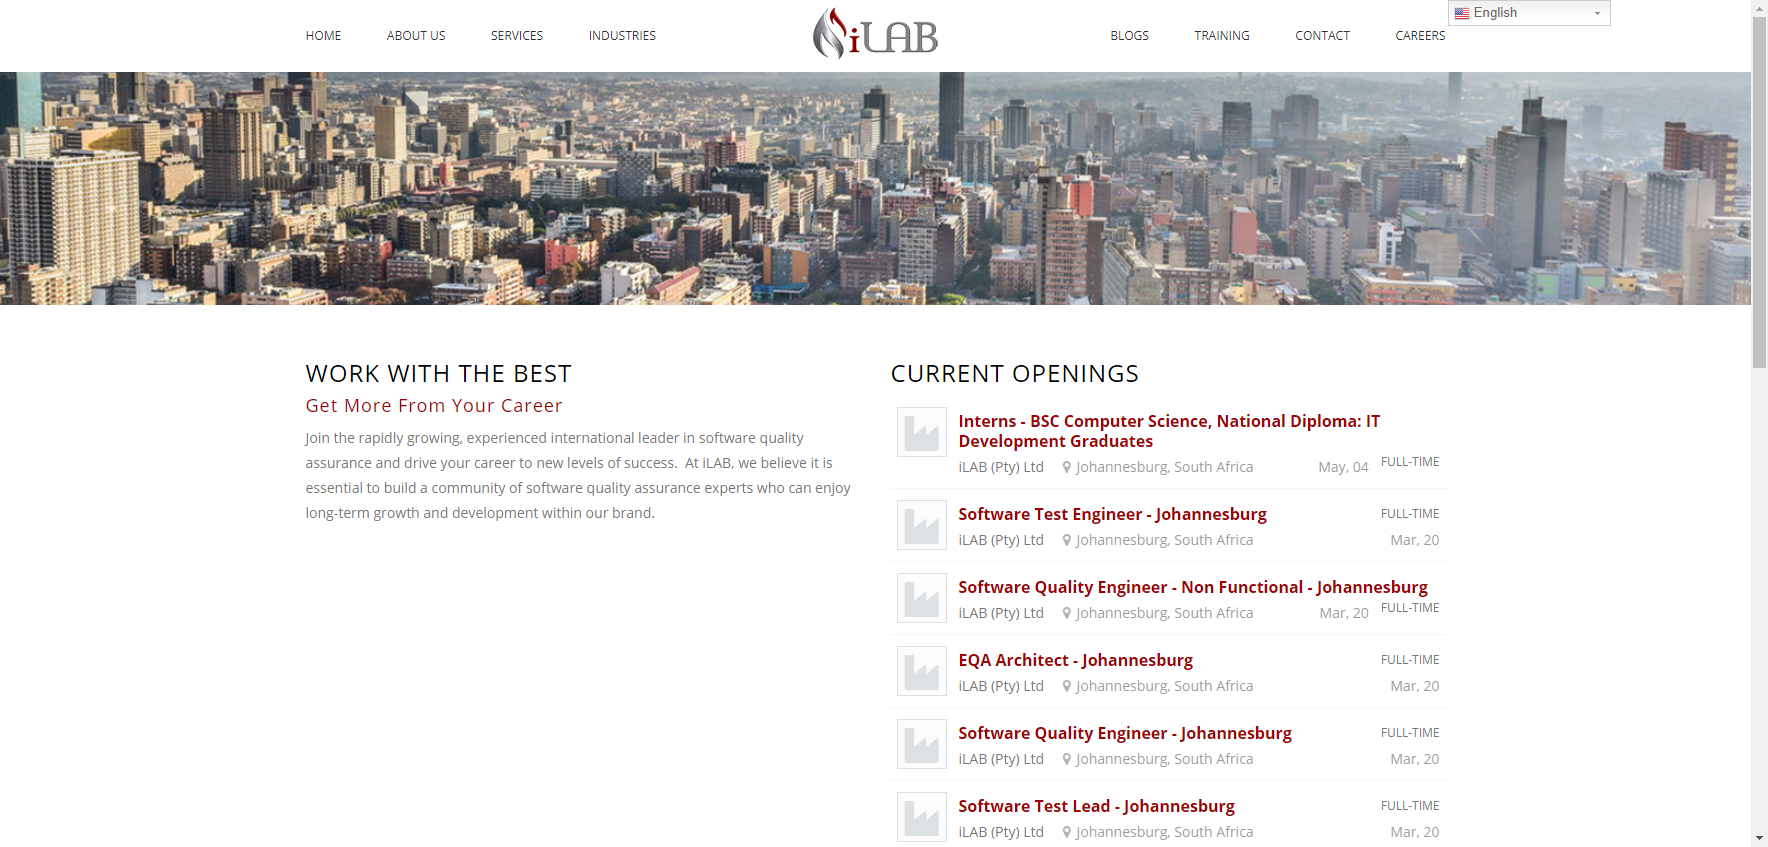 HOME ABOUT US SERVICES INDUSTRIES iLAB BLOGS TRAINING CONTACT CAREERS English
WORK WITH THE BEST
Get More From Your Career
Join the rapidly growing, experienced international leader in software quality
assurance and drive your career to new levels of success. At iLAB, we believe it is
essential to build a community of software quality assurance experts who can enjoy
long-term growth and development within our brand.
CURRENT OPENINGS
Interns - BSC Computer Science, National Diploma: IT
Development Graduates
iLAB (Pty) Ltd Johannesburg, South Africa May, 04 FULL-TIME
Software Test Engineer - Johannesburg FULL-TIME
iLAB (Pty) Ltd Johannesburg, South Africa Mar, 20
Software Quality Engineer - Non Functional - Johannesburg
iLAB (Pty) Ltd Johannesburg, South Africa Mar, 20 FULL-TIME
EQA Architect - Johannesburg FULL-TIME
iLAB (Pty) Ltd Johannesburg, South Africa Mar, 20
Software Quality Engineer - Johannesburg FULL-TIME
iLAB (Pty) Ltd Johannesburg, South Africa Mar, 20
Software Test Lead - Johannesburg FULL-TIME
iLAB (Pty) Ltd Johannesburg, South Africa Mar, 20